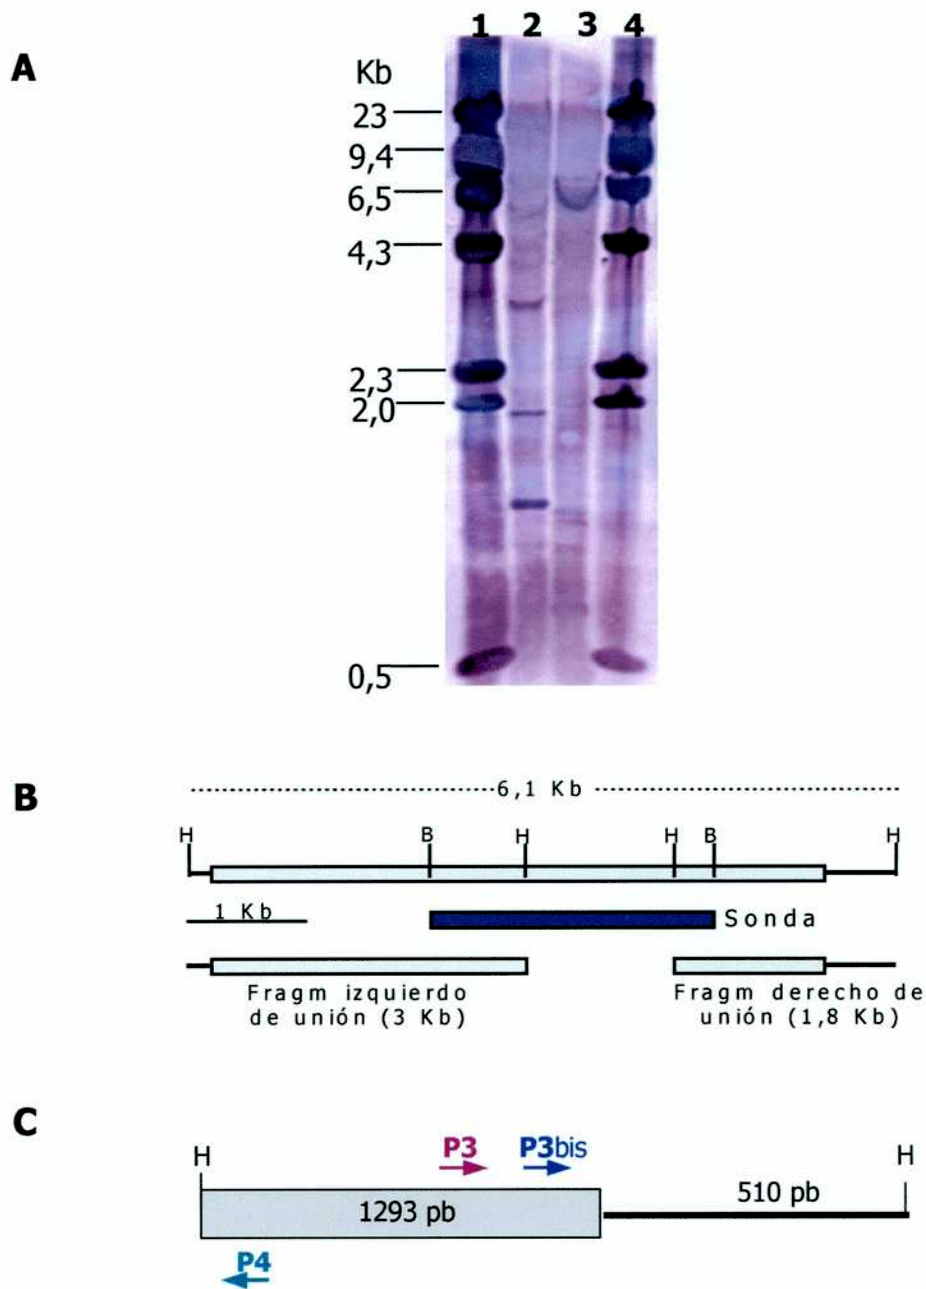 A
1 2 3 4
Kb
23
9,4
6,5
4,3
2,3
2,0
0,5
B
6,1 Kb
H B H H B H
1 Kb
Sonda
Fragm izquierdo
de unión (3 Kb)
Fragm derecho de
unión (1,8 Kb)
C
H P3 P3bis H
1293 pb
510 pb
P4